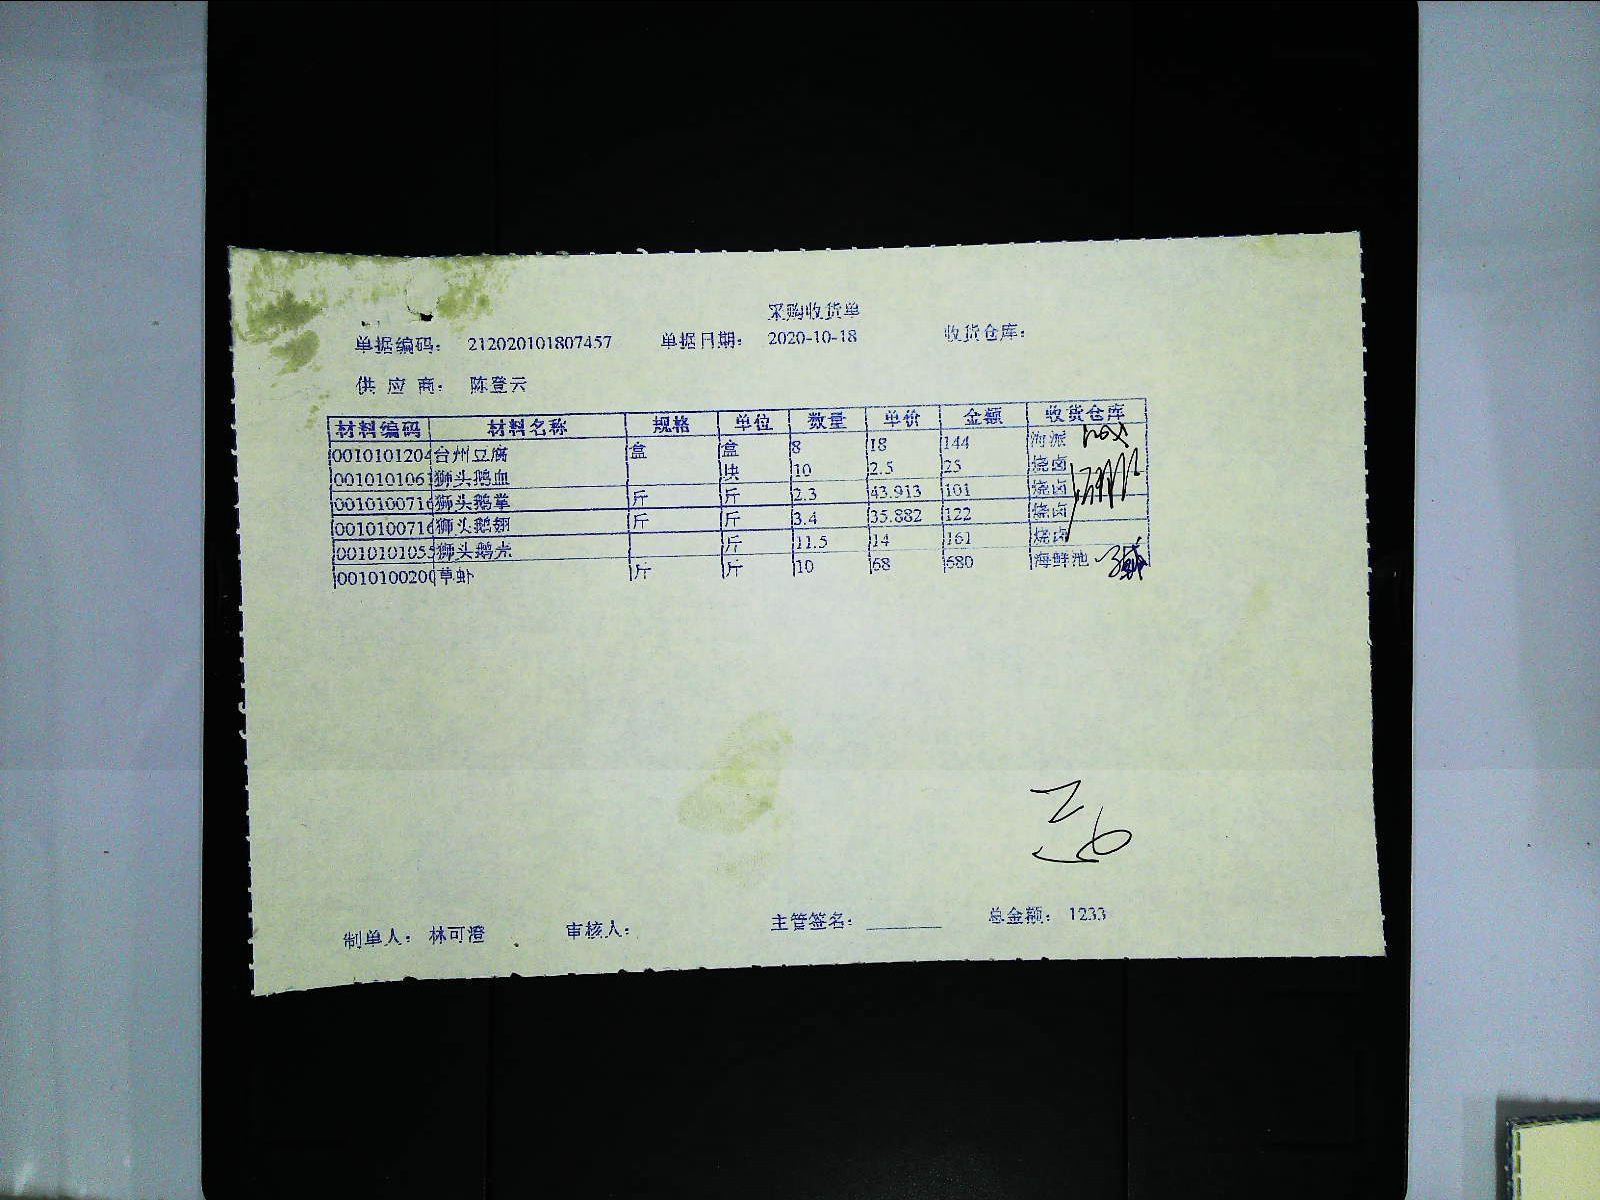 采购收货单
单据编码: 212020101807457 单据日期: 2020-10-18 收货仓库:
供 应 商: 陈登云
材料编码 材料名称 规格 单位 数量 单价 金额 收货仓库
0010101204 台州豆腐 盒 盒 8 18 144 海派
001010106 狮头鹅血 块 10 2.5 25 烧卤
001010071 狮头鹅掌 斤 斤 2.3 43.913 101 烧卤
001010071 狮头鹅翅 斤 斤 3.4 35.882 122 烧卤
001010105 狮头鹅 斤 11.5 14 161 烧卤
001010020 草虾 斤 斤 10 68 680 海鲜池
制单人: 林可澄 审核人: 主管签名: 总金额: 1233